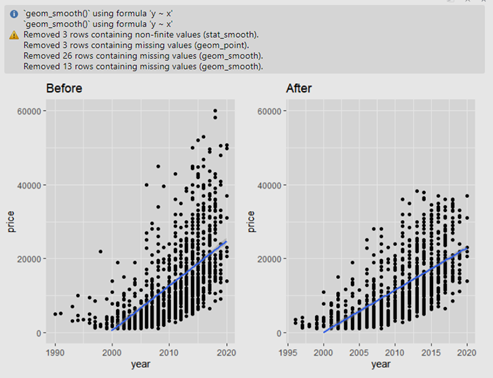 `geom_smooth()` using formula 'y ~ x'
`geom_smooth()` using formula 'y ~ x'
Removed 3 rows containing non-finite values (stat_smooth).
Removed 3 rows containing missing values (geom_point).
Removed 26 rows containing missing values (geom_smooth).
Removed 13 rows containing missing values (geom_smooth).
Before
After
60000
40000
20000
0
price
1990
2000
2010
2020
year
60000
40000
20000
0
price
1995
2000
2005
2010
2015
2020
year